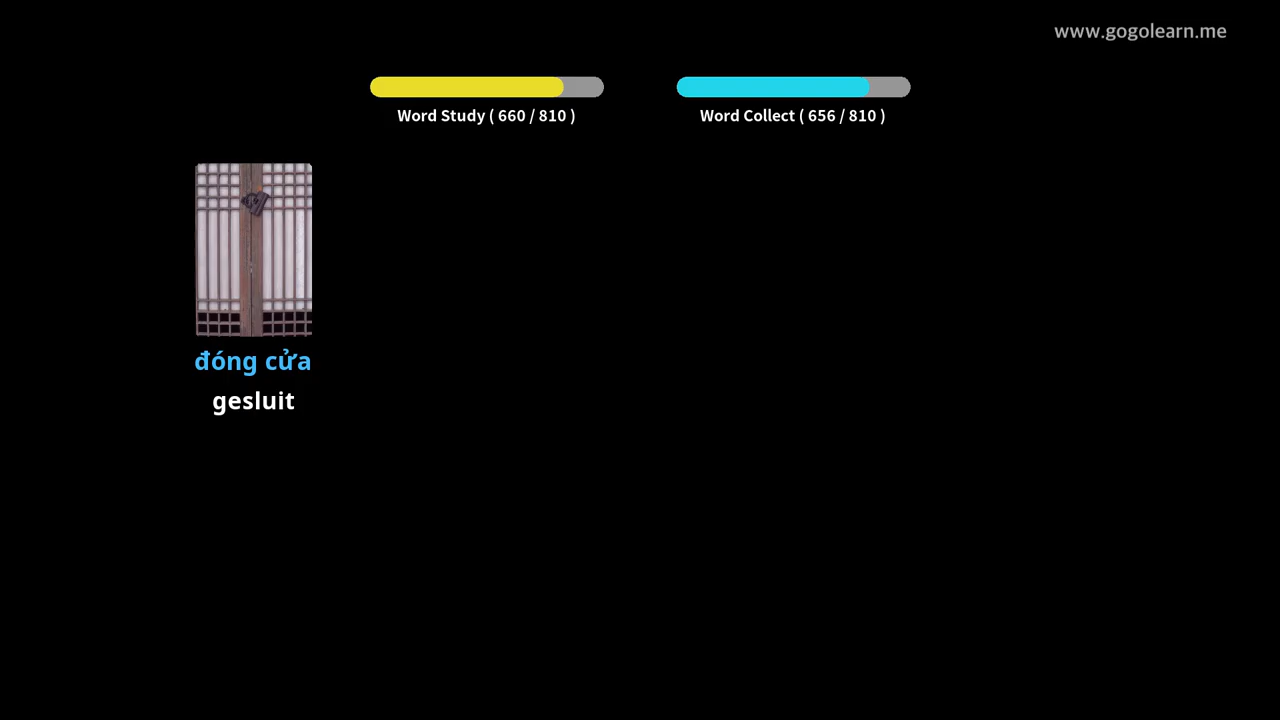 www.gogolearn.me
Word Study ( 660 / 810 )
Word Collect ( 656 / 810 )
đóng cửa
gesluit